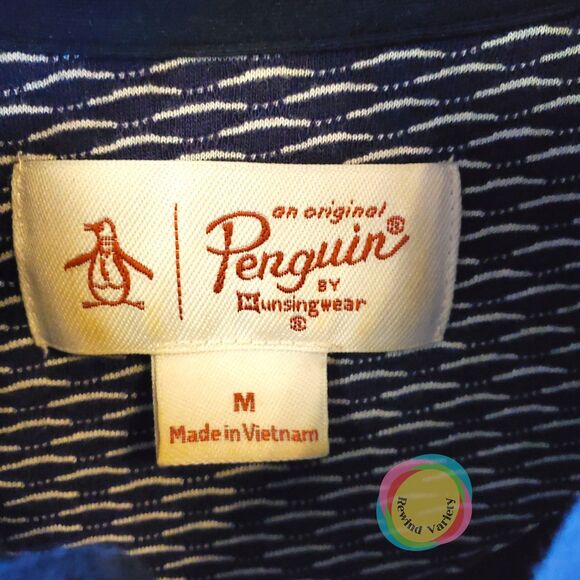 an original
Penguin®
BY
Munsingwear
®
M
Made in Vietnam
Rewind Variety